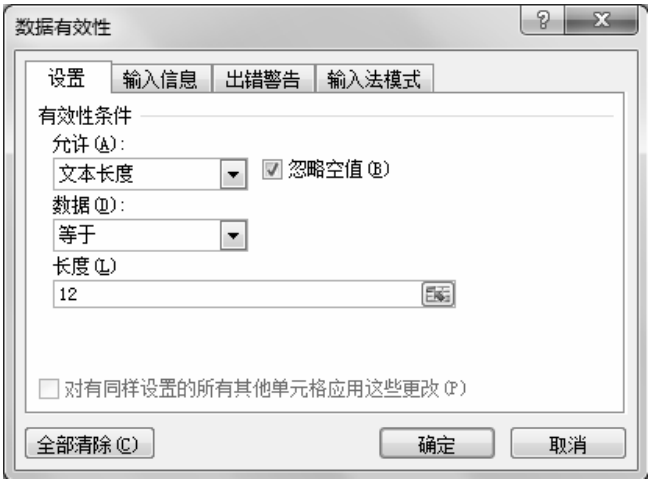 数据有效性
设置 输入信息 出错警告 输入法模式
有效性条件
允许(A):
文本长度 忽略空值(B)
数据(D):
等于
长度(L)
12
对有同样设置的所有其他单元格应用这些更改(P)
全部清除(C) 确定 取消